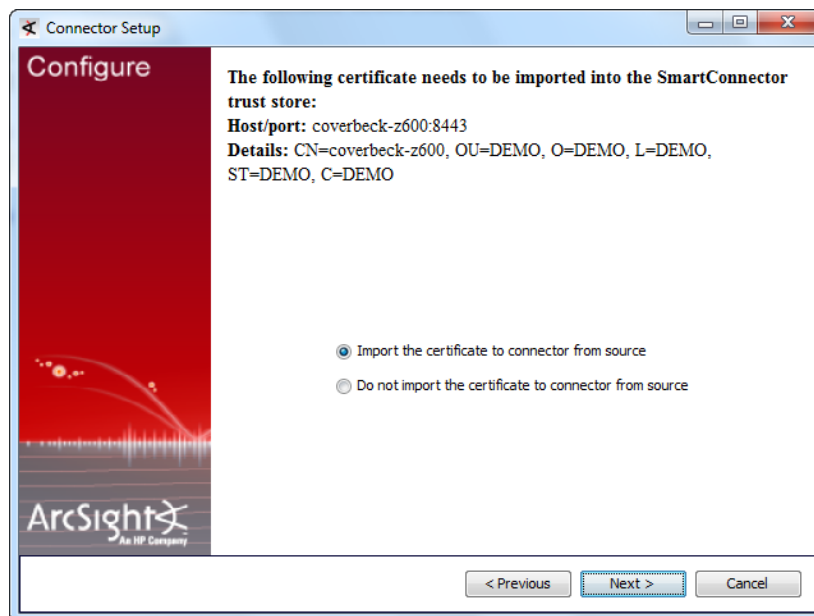 Connector Setup
Configure
The following certificate needs to be imported into the SmartConnector
trust store:
Host/port: coverbeck-z600:8443
Details: CN=coverbeck-z600, OU=DEMO, O=DEMO, L=DEMO,
ST=DEMO, C=DEMO
Import the certificate to connector from source
Do not import the certificate to connector from source
ArcSight
An HP Company
< Previous
Next >
Cancel